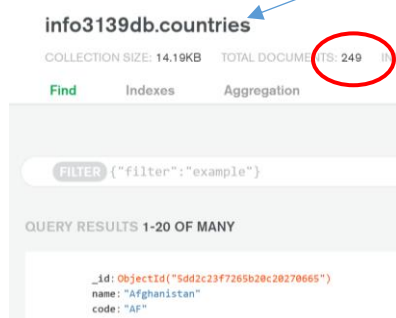 info3139db.countries
COLLECTION SIZE: 14.19KB TOTAL DOCUMENTS: 249 IN
Find Indexes Aggregation
FILTER {"filter":"example"}
QUERY RESULTS 1-20 OF MANY
_id: ObjectId("5dd2c23f7265b20c20270665")
name: "Afghanistan"
code: "AF"